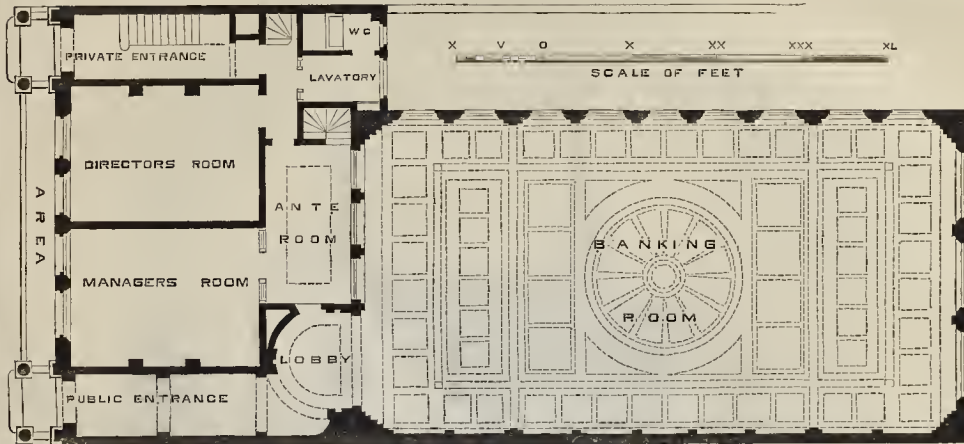 WC
PRIVATE ENTRANCE
LAVATORY
X V O X XX XXX XL
SCALE OF FEET
DIRECTORS ROOM
AREA
ANTE
ROOM
BANKING
ROOM
MANAGERS ROOM
LOBBY
PUBLIC ENTRANCE